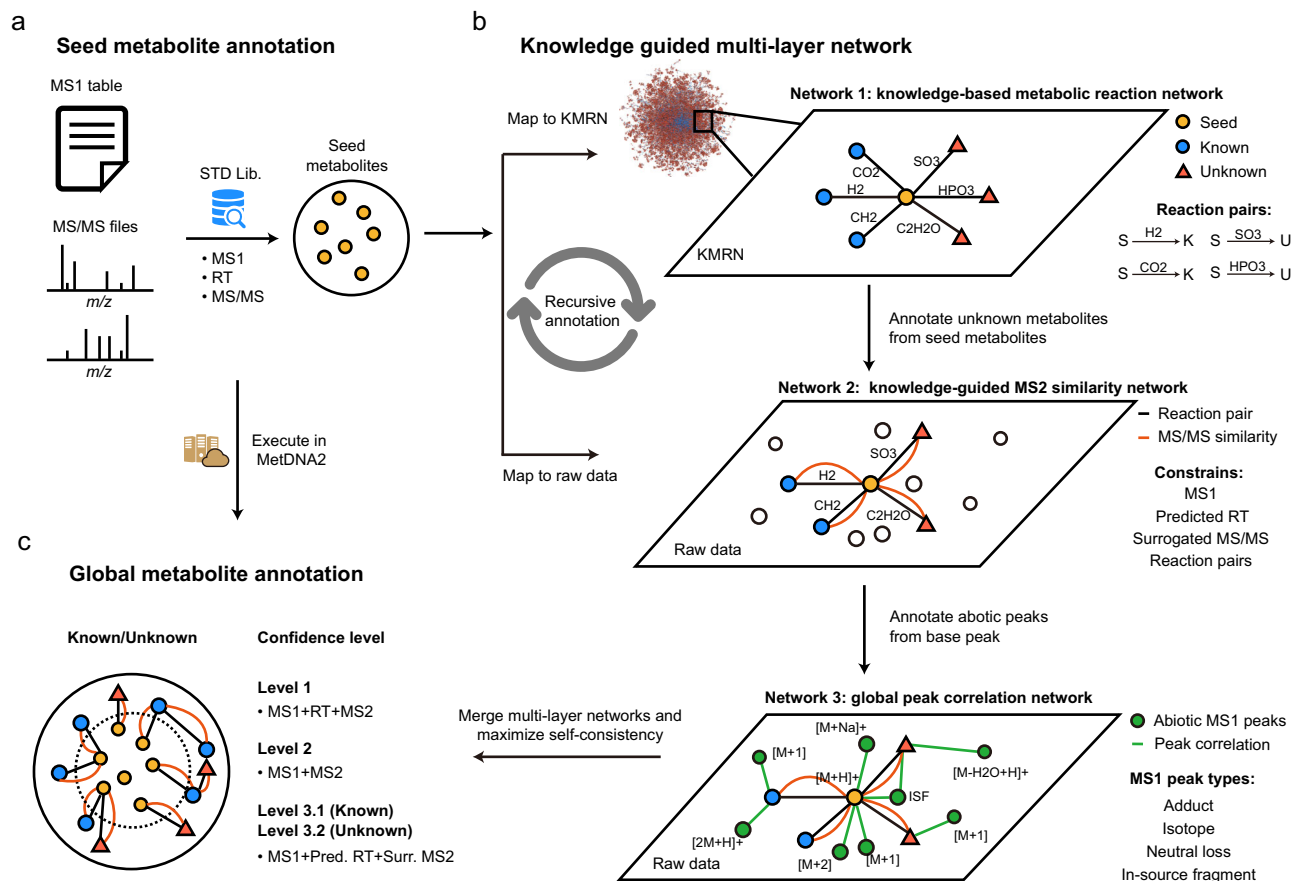 a
Seed metabolite annotation
MS1 table
MS/MS files
m/z
m/z
STD Lib.
• MS1
• RT
• MS/MS
Seed
metabolites
Execute in
MetDNA2
b
Knowledge guided multi-layer network
Map to KMRN
Recursive
annotation
Map to raw data
Network 1: knowledge-based metabolic reaction network
CO2
SO3
H2
HPO3
CH2
C2H2O
KMRN
Seed
Known
Unknown
Reaction pairs:
S H2 K S SO3 U
S CO2 K S HPO3 U
Annotate unknown metabolites
from seed metabolites
Network 2: knowledge-guided MS2 similarity network
SO3
H2
CH2
C2H2O
Raw data
Reaction pair
MS/MS similarity
Constrains:
MS1
Predicted RT
Surrogated MS/MS
Reaction pairs
Annotate abotic peaks
from base peak
Network 3: global peak correlation network
[M+Na]+
[M+1]
[M-H2O+H]+
[M+H]+
ISF
[2M+H]+
[M+2]
[M+1]
[M+1]
Raw data
Abiotic MS1 peaks
Peak correlation
MS1 peak types:
Adduct
Isotope
Neutral loss
In-source fragment
Merge multi-layer networks and
maximize self-consistency
c
Global metabolite annotation
Known/Unknown
Confidence level
Level 1
• MS1+RT+MS2
Level 2
• MS1+MS2
Level 3.1 (Known)
Level 3.2 (Unknown)
• MS1+Pred. RT+Surr. MS2